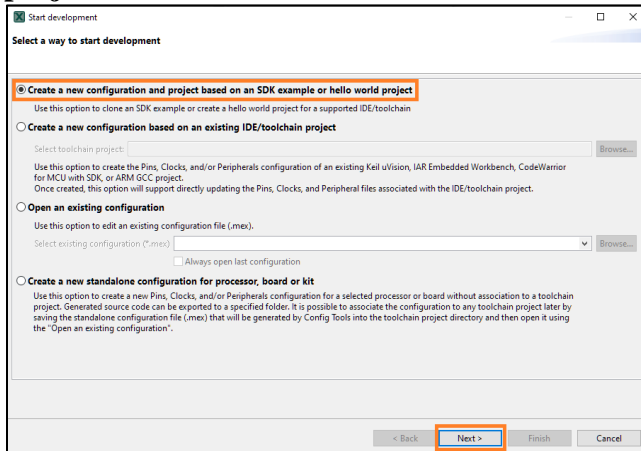 Start development
Select a way to start development
Create a new configuration and project based on an SDK example or hello world project
Use this option to clone an SDK example or create a hello world project for a supported IDE/toolchain
Create a new configuration based on an existing IDE/toolchain project
Select toolchain project:
Browse...
Use this option to create the Pins, Clocks, and/or Peripherals configuration of an existing Keil uVision, IAR Embedded Workbench, CodeWarrior
for MCU with SDK, or ARM GCC project.
Once created, this option will support directly updating the Pins, Clocks, and Peripheral files associated with the IDE/toolchain project.
Open an existing configuration
Use this option to edit an existing configuration file (.mex).
Select existing configuration (*.mex)
Browse...
Always open last configuration
Create a new standalone configuration for processor, board or kit
Use this option to create a new Pins, Clocks, and/or Peripherals configuration for a selected processor or board without association to a toolchain
project. Generated source code can be exported to a specified folder. It is possible to associate the configuration to any toolchain project later by
saving the standalone configuration file (.mex) that will be generated by Config Tools into the toolchain project directory and then open it using
the "Open an existing configuration".
< Back
Next >
Finish
Cancel